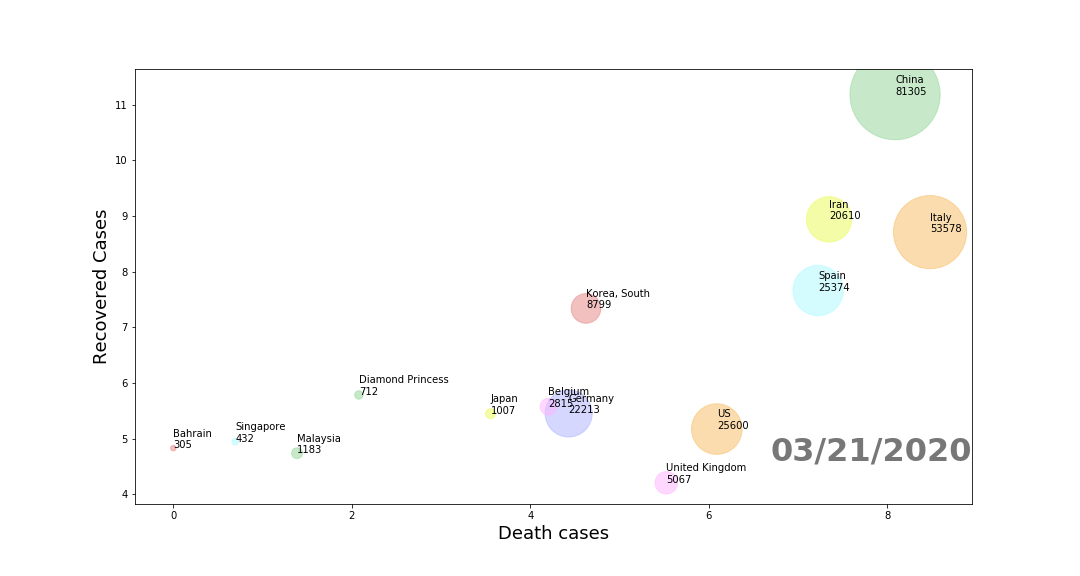 China
81305
11
10
Iran
20610
9
Italy
53578
Spain
25374
8
Recovered Cases
Korea, South
8799
7
Diamond Princess
712
6
Belgium
2815
Germany
22213
Japan
1007
US
25600
Singapore
432
Bahrain
305
Malaysia
1183
5
03/21/2020
United Kingdom
5067
4
0 2 4 6 8
Death cases